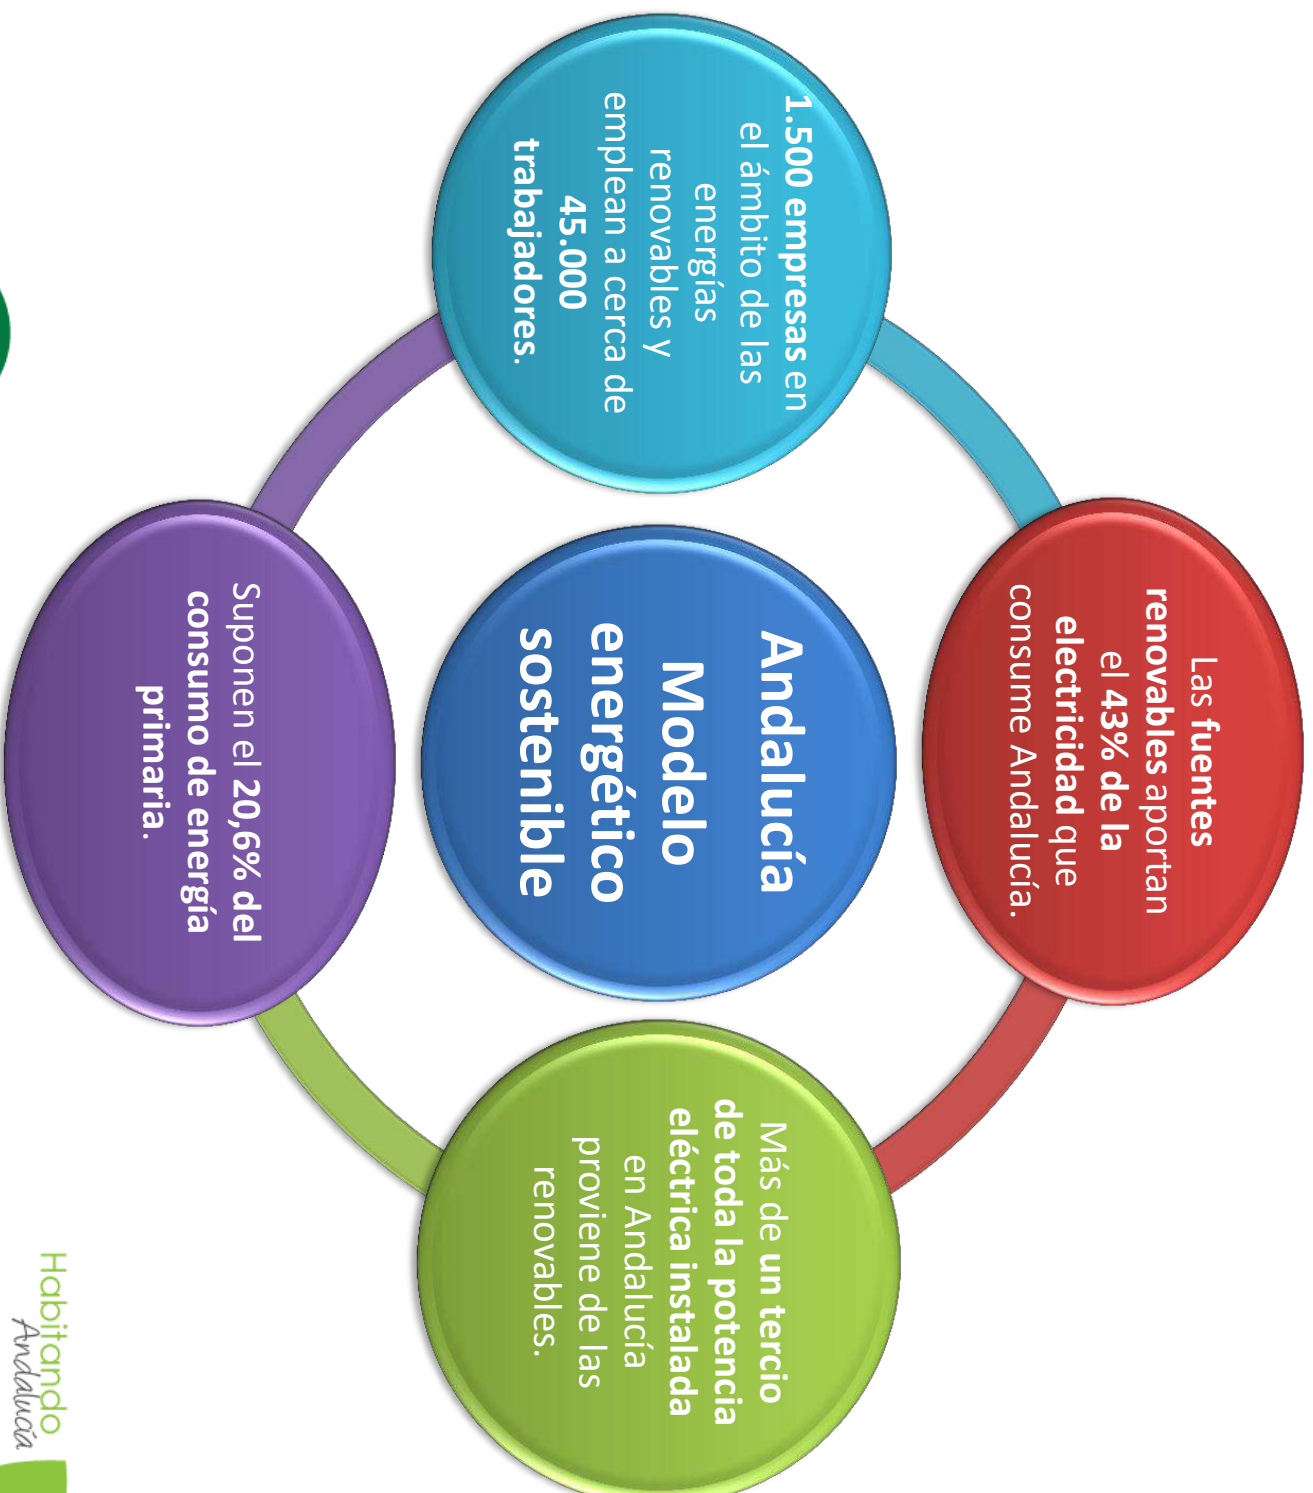 Las fuentes
renovables aportan
el 43% de la
electricidad que
consume Andalucía.
1.500 empresas en
el ámbito de las
energías
renovables y
emplean a cerca de
45.000
trabajadores.
Andalucía
Modelo
energético
sostenible
Más de un tercio
de toda la potencia
eléctrica instalada
en Andalucía
proviene de las
renovables.
Suponen el 20,6% del
consumo de energía
primaria.
Habitando
Andalucía